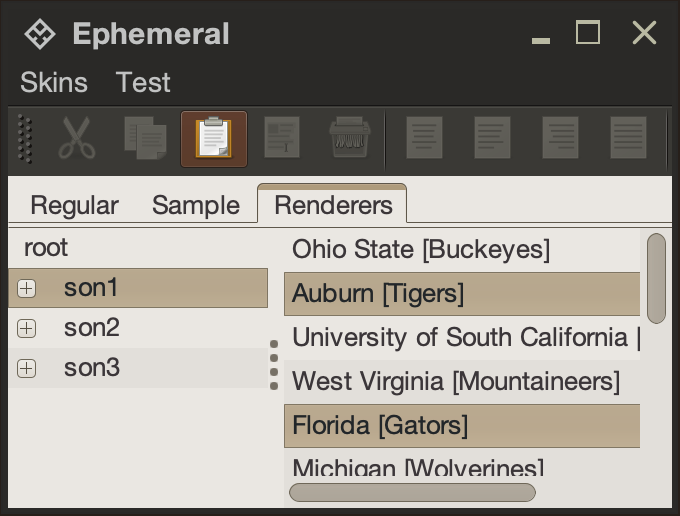 Ephemeral
Skins Test
Regular Sample Renderers
root
son1
son2
son3
Ohio State [Buckeyes]
Auburn [Tigers]
University of South California [
West Virginia [Mountaineers]
Florida [Gators]
Michigan [Wolverines]